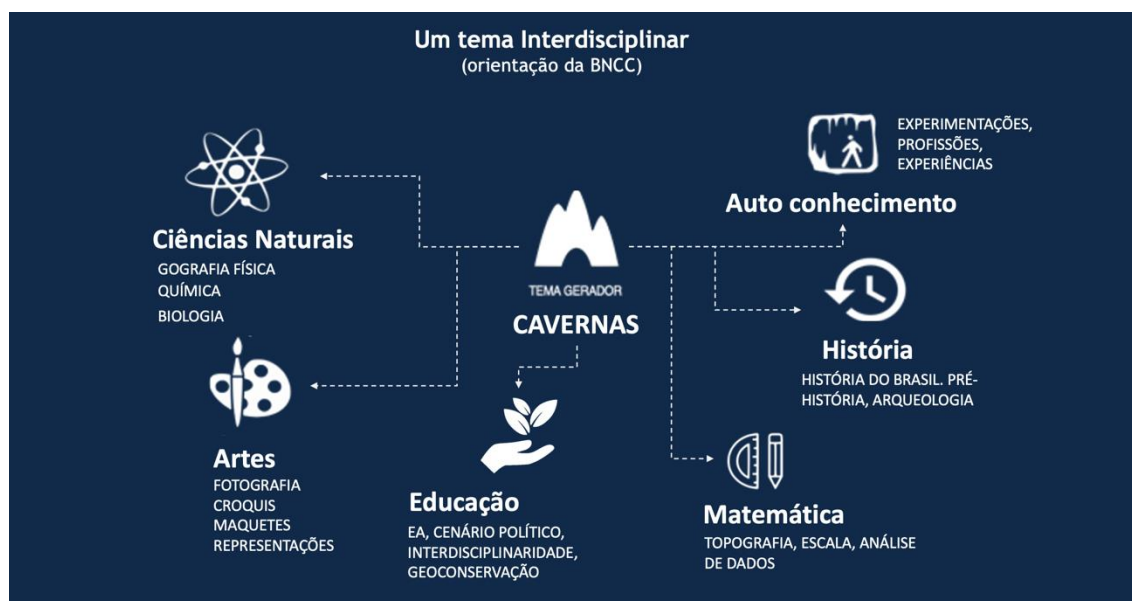 Um tema Interdisciplinar
(orientação da BNCC)
EXPERIMENTAÇÕES,
PROFISSÕES,
EXPERIÊNCIAS
Auto conhecimento
Ciências Naturais
GOGRAFIA FÍSICA
QUÍMICA
BIOLOGIA
TEMA GERADOR
CAVERNAS
História
HISTÓRIA DO BRASIL. PRÉ-
HISTÓRIA, ARQUEOLOGIA
Artes
FOTOGRAFIA
CROQUIS
MAQUETES
REPRESENTAÇÕES
Educação
EA, CENÁRIO POLÍTICO,
INTERDISCIPLINARIDADE,
GEOCONSERVAÇÃO
Matemática
TOPOGRAFIA, ESCALA, ANÁLISE
DE DADOS